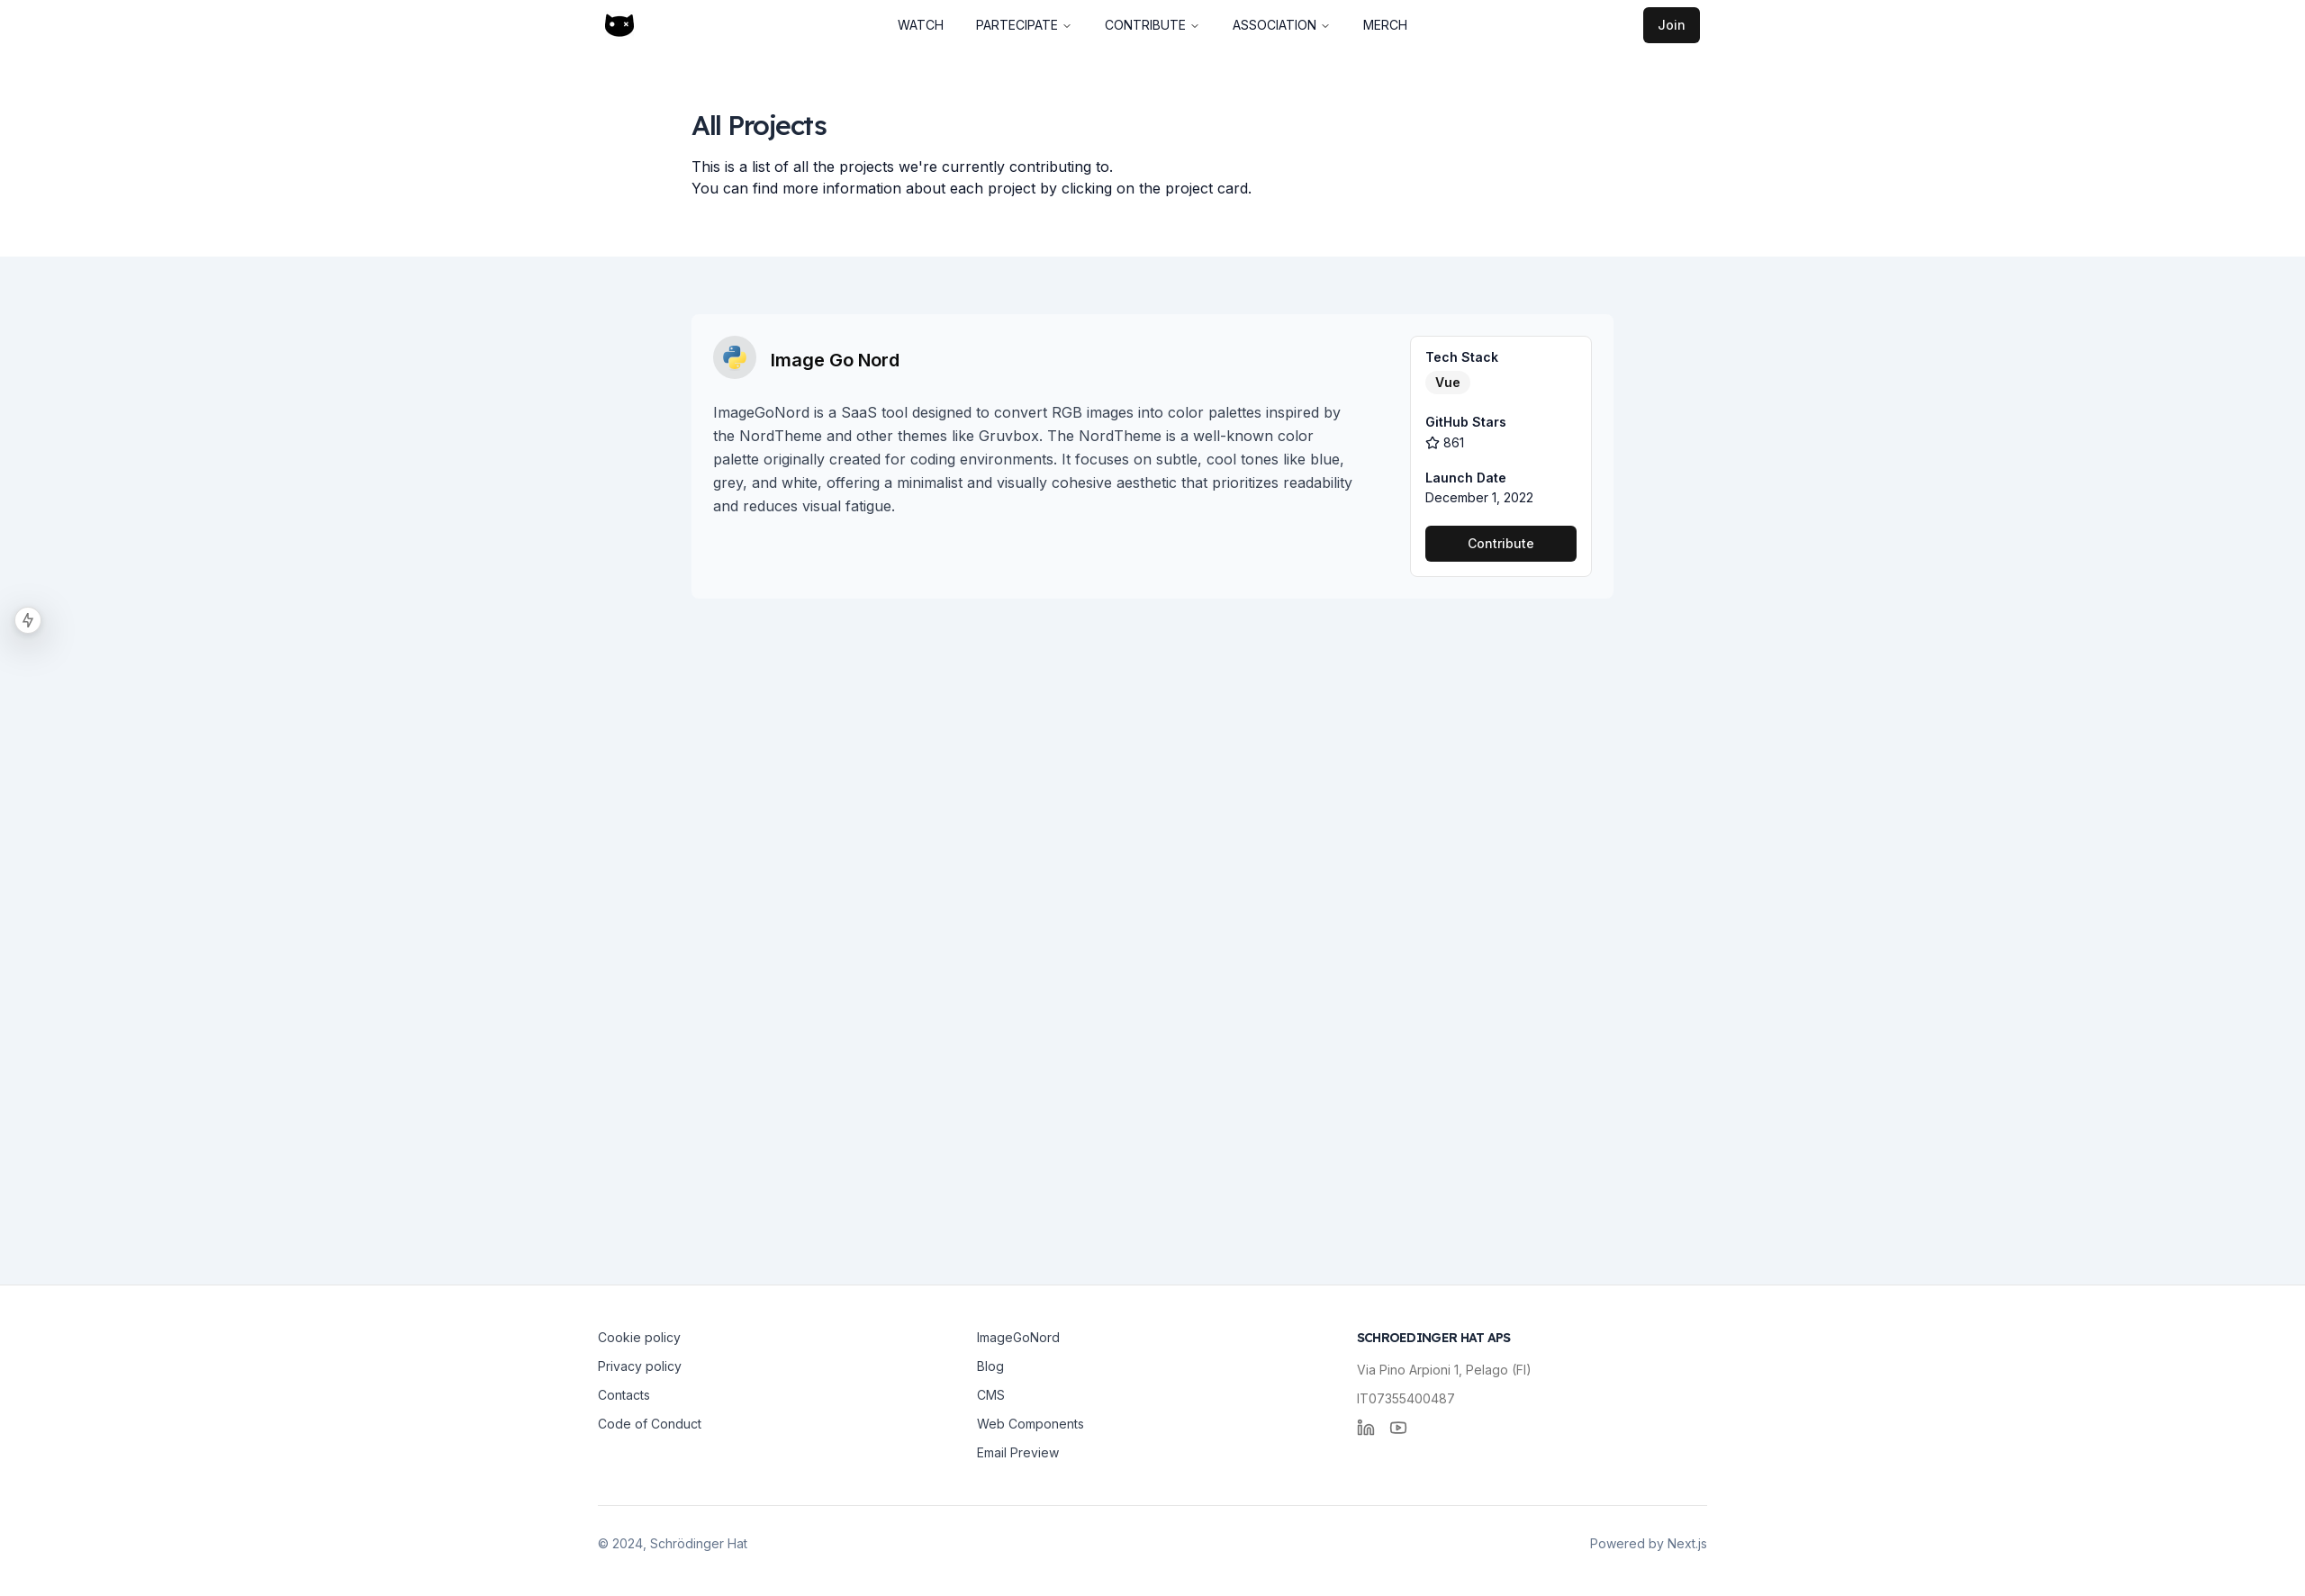 WATCH
PARTECIPATE
CONTRIBUTE
ASSOCIATION
MERCH
Join
All Projects
This is a list of all the projects we're currently contributing to.
You can find more information about each project by clicking on the project card.
Image Go Nord
ImageGoNord is a SaaS tool designed to convert RGB images into color palettes inspired by
the NordTheme and other themes like Gruvbox. The NordTheme is a well-known color
palette originally created for coding environments. It focuses on subtle, cool tones like blue,
grey, and white, offering a minimalist and visually cohesive aesthetic that prioritizes readability
and reduces visual fatigue.
Tech Stack
Vue
GitHub Stars
861
Launch Date
December 1, 2022
Contribute
Cookie policy
Privacy policy
Contacts
Code of Conduct
ImageGoNord
Blog
CMS
Web Components
Email Preview
SCHROEDINGER HAT APS
Via Pino Arpioni 1, Pelago (FI)
IT07355400487
© 2024, Schrödinger Hat
Powered by Next.js